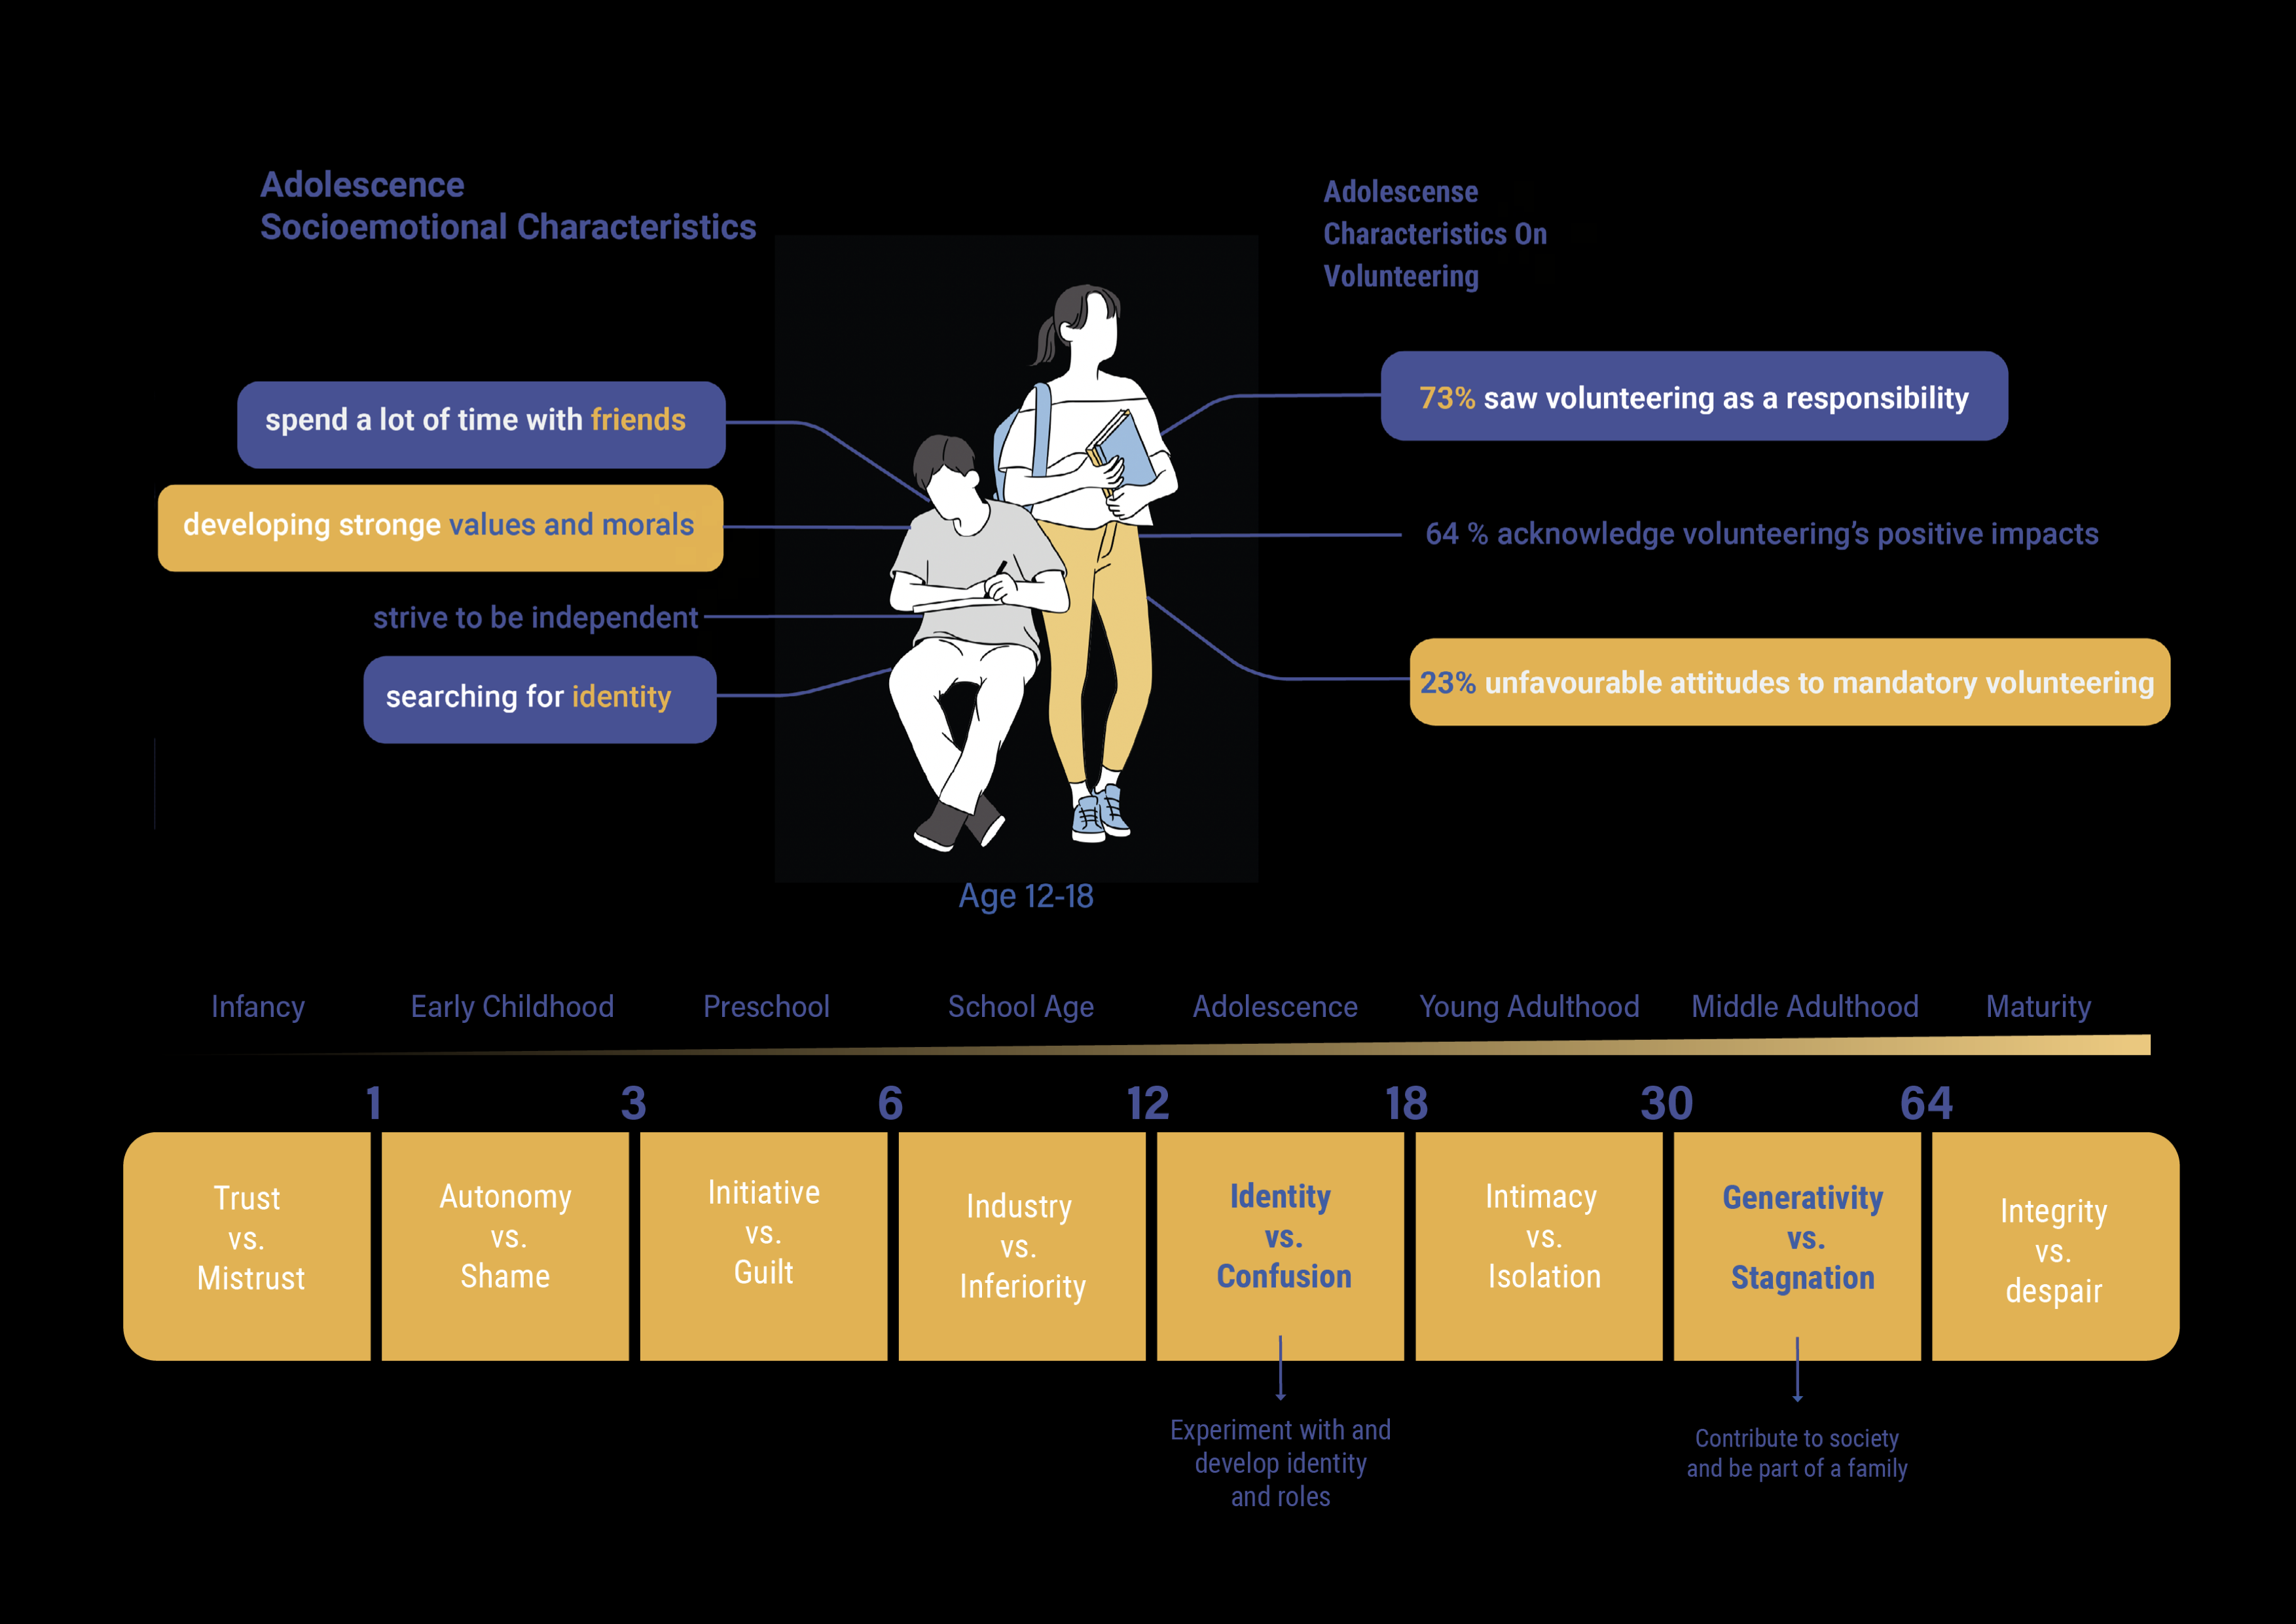 Adolescence
Socioemotional Characteristics
spend a lot of time with friends
developing stronge values and morals
strive to be independent
searching for identity
Adolescense
Characteristics On
Volunteering
73% saw volunteering as a responsibility
64 % acknowledge volunteering’s positive impacts
23% unfavourable attitudes to mandatory volunteering
Age 12-18
Infancy Early Childhood Preschool School Age Adolescence Young Adulthood Middle Adulthood Maturity
1 3 6 12 18 30 64
Trust
vs.
Mistrust
Autonomy
vs.
Shame
Initiative
vs.
Guilt
Industry
vs.
Inferiority
Identity
vs.
Confusion
Intimacy
vs.
Isolation
Generativity
vs.
Stagnation
Integrity
vs.
despair
Experiment with and
develop identity
and roles
Contribute to society
and be part of a family